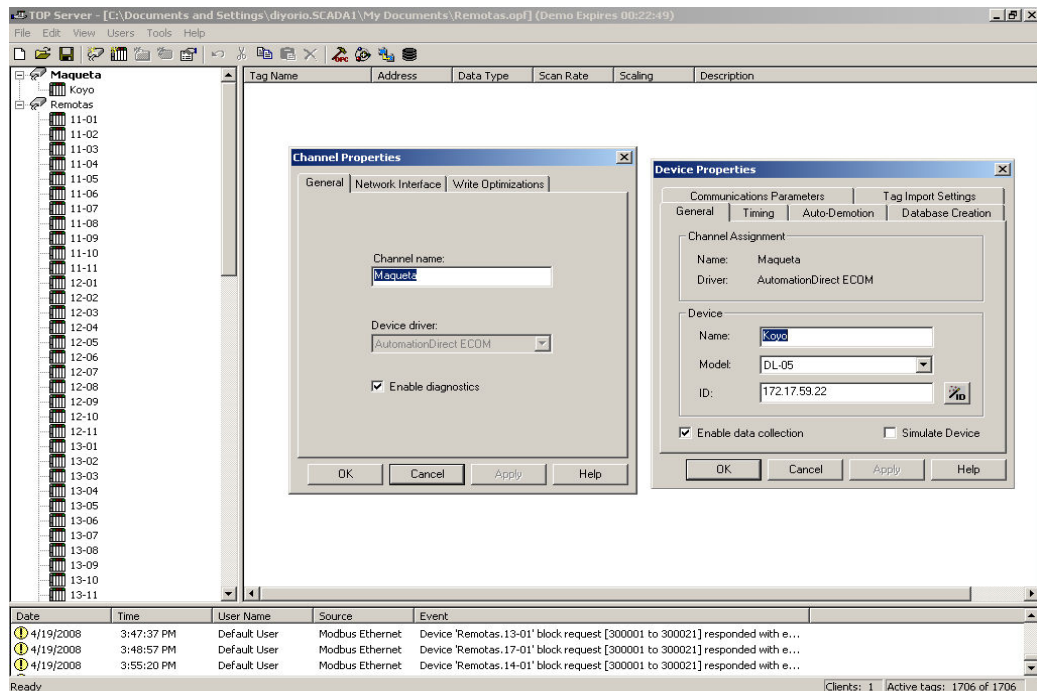 TOP Server - [C:\Documents and Settings\diyorio.SCADA1\My Documents\Remotas.opf] (Demo Expires 00:22:49)
File Edit View Users Tools Help
Maqueta
Koyo
Remotas
11-01
11-02
11-03
11-04
11-05
11-06
11-07
11-08
11-09
11-10
11-11
12-01
12-02
12-03
12-04
12-05
12-06
12-07
12-08
12-09
12-10
12-11
13-01
13-02
13-03
13-04
13-05
13-06
13-07
13-08
13-09
13-10
13-11
Tag Name Address Data Type Scan Rate Scaling Description
Channel Properties
General Network Interface Write Optimizations
Channel name:
Maqueta
Device driver:
AutomationDirect ECOM
Enable diagnostics
OK Cancel Apply Help
Device Properties
Communications Parameters Tag Import Settings
General Timing Auto-Demotion Database Creation
Channel Assignment
Name: Maqueta
Driver: AutomationDirect ECOM
Device
Name: Koyo
Model: DL-05
ID: 172.17.59.22
ID
Enable data collection Simulate Device
OK Cancel Apply Help
Date Time User Name Source Event
4/19/2008 3:47:37 PM Default User Modbus Ethernet Device 'Remotas.13-01' block request [300001 to 300021] responded with e...
4/19/2008 3:48:57 PM Default User Modbus Ethernet Device 'Remotas.17-01' block request [300001 to 300021] responded with e...
4/19/2008 3:55:20 PM Default User Modbus Ethernet Device 'Remotas.14-01' block request [300001 to 300021] responded with e...
Ready Clients: 1 Active tags: 1706 of 1706